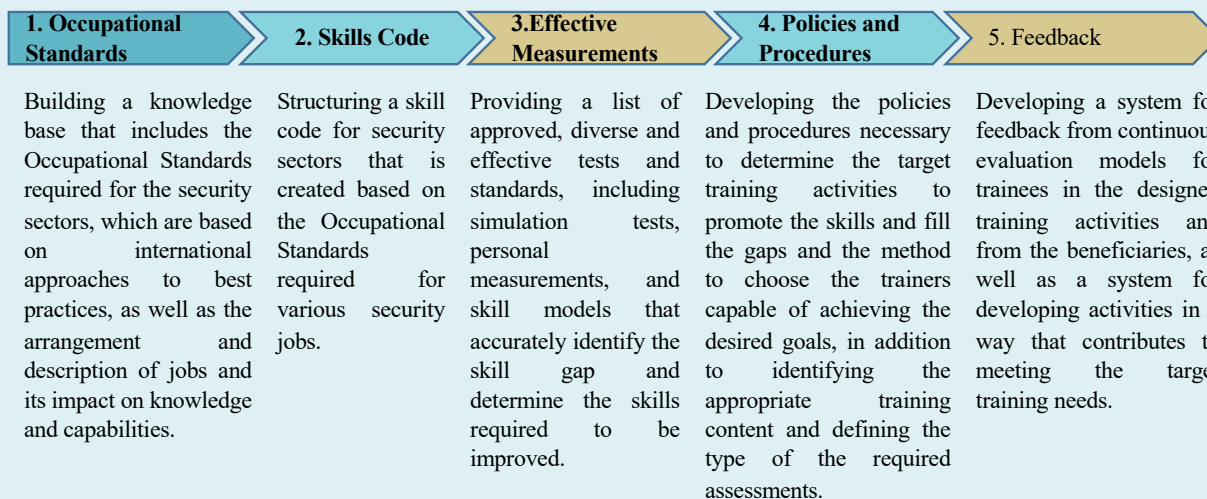 1. Occupational
Standards
2. Skills Code
3.Effective
Measurements
4. Policies and
Procedures
5. Feedback
Building a knowledge
base that includes the
Occupational Standards
required for the security
sectors, which are based
on international
approaches to best
practices, as well as the
arrangement and
description of jobs and
its impact on knowledge
and capabilities.
Structuring a skill
code for security
sectors that is
created based on
the Occupational
Standards
required for
various security
jobs.
Providing a list of
approved, diverse and
effective tests and
standards, including
simulation tests,
personal
measurements, and
skill models that
accurately identify the
skill gap and
determine the skills
required to be
improved.
Developing the policies
and procedures necessary
to determine the target
training activities to
promote the skills and fill
the gaps and the method
to choose the trainers
capable of achieving the
desired goals, in addition
to identifying the
appropriate training
content and defining the
type of the required
assessments.
Developing a system fo
feedback from continuou
evaluation models fo
trainees in the designe
training activities an
from the beneficiaries, a
well as a system fo
developing activities in
way that contributes t
meeting the targe
training needs.